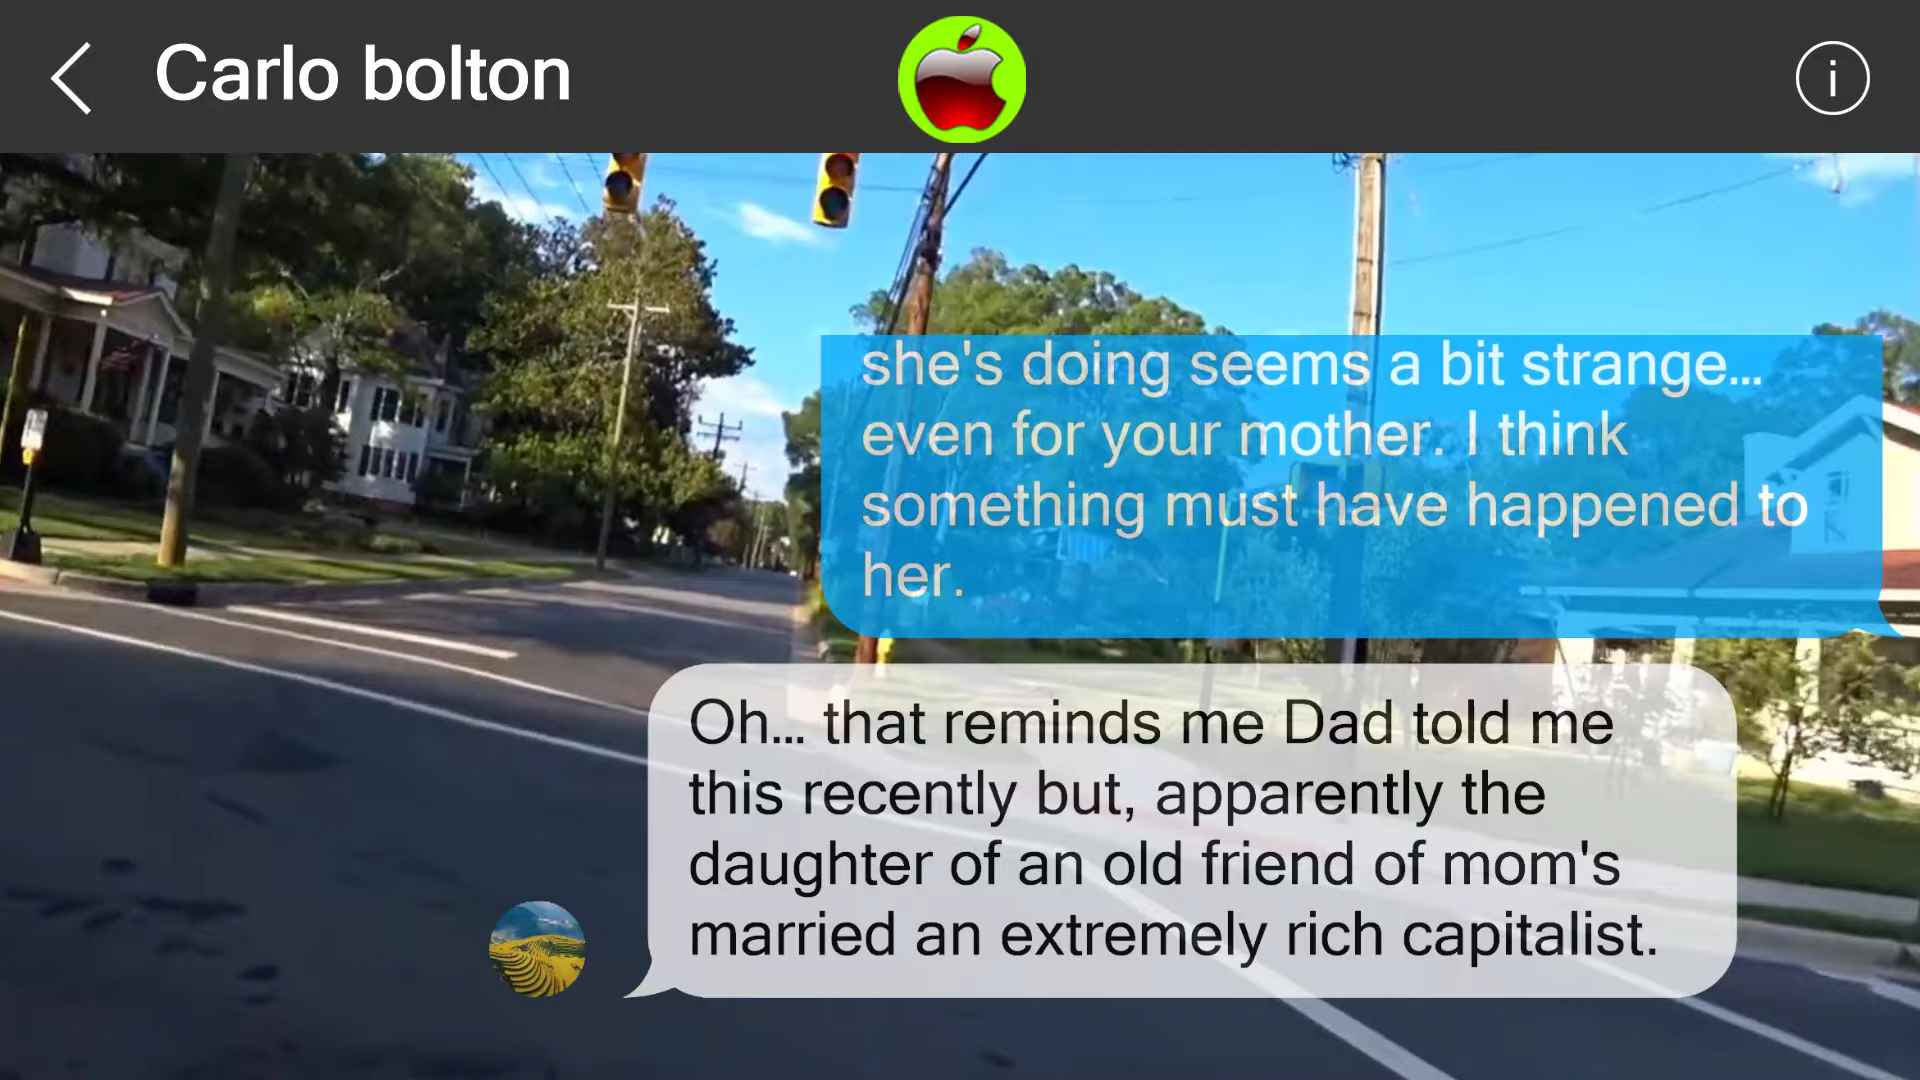 Carlo bolton
i
she's doing seems a bit strange...
even for your mother. I think
something must have happened to
her.
Oh... that reminds me Dad told me
this recently but, apparently the
daughter of an old friend of mom's
married an extremely rich capitalist.